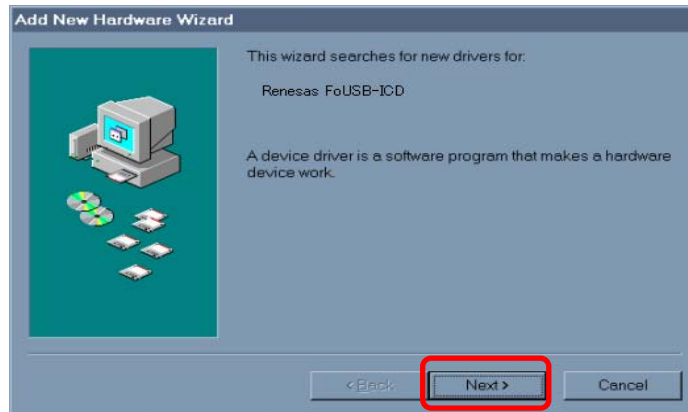 Add New Hardware Wizard
This wizard searches for new drivers for:
Renesas FoUSB-ICD
A device driver is a software program that makes a hardware
device work.
< Back
Next >
Cancel